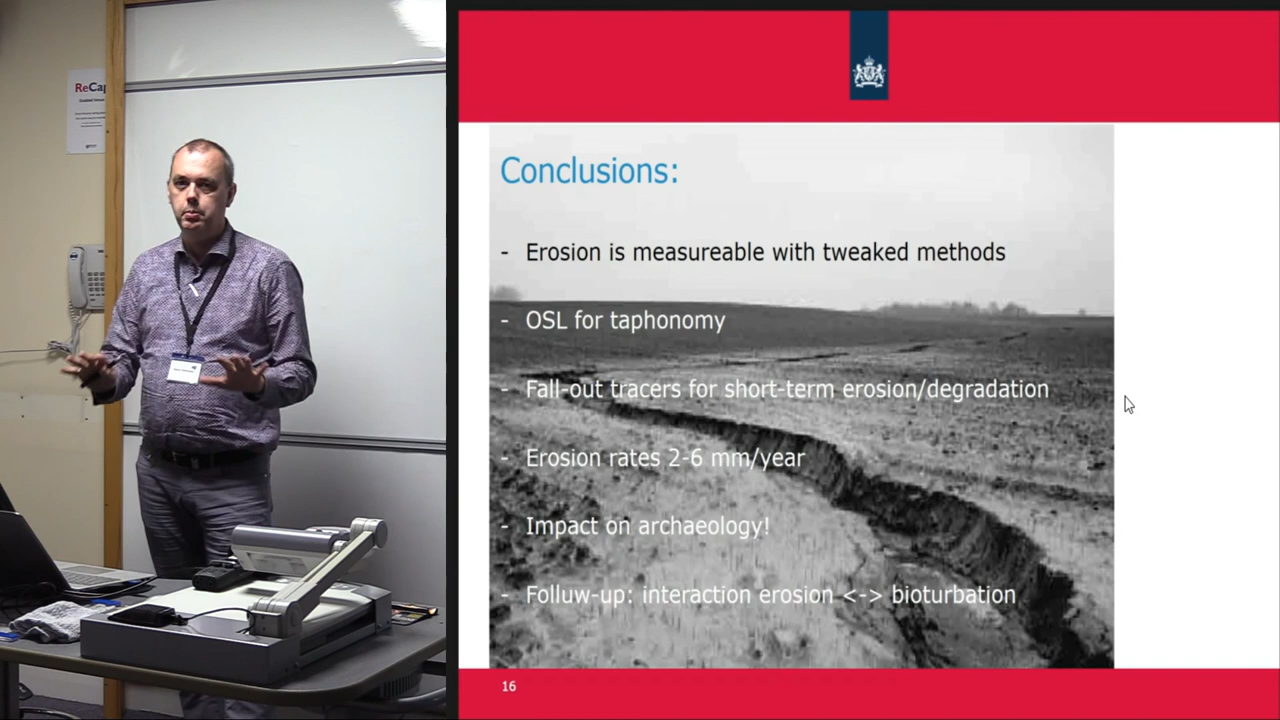 ReCap
Conclusions:
- Erosion is measureable with tweaked methods
- OSL for taphonomy
- Fall-out tracers for short-term erosion/degradation
- Erosion rates 2-6 mm/year
- Impact on archaeology!
- Folluw-up: interaction erosion <-> bioturbation
16